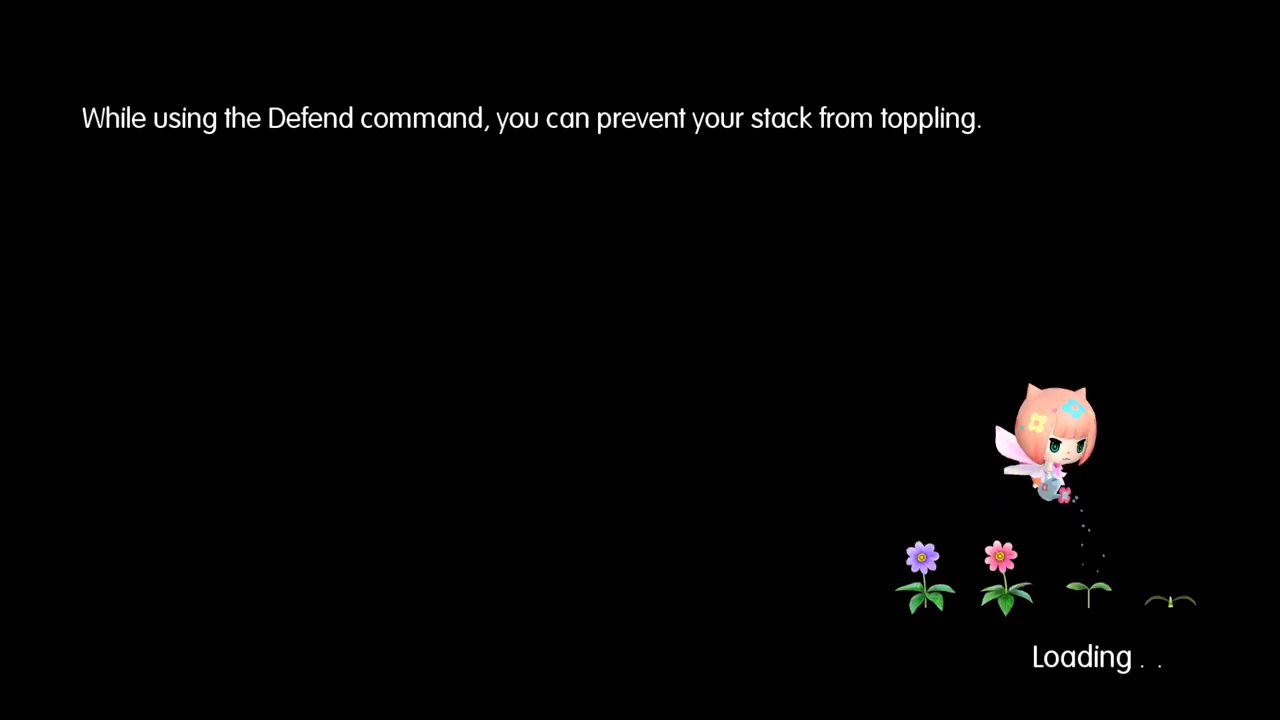 While using the Defend command, you can prevent your stack from toppling.
Loading . .